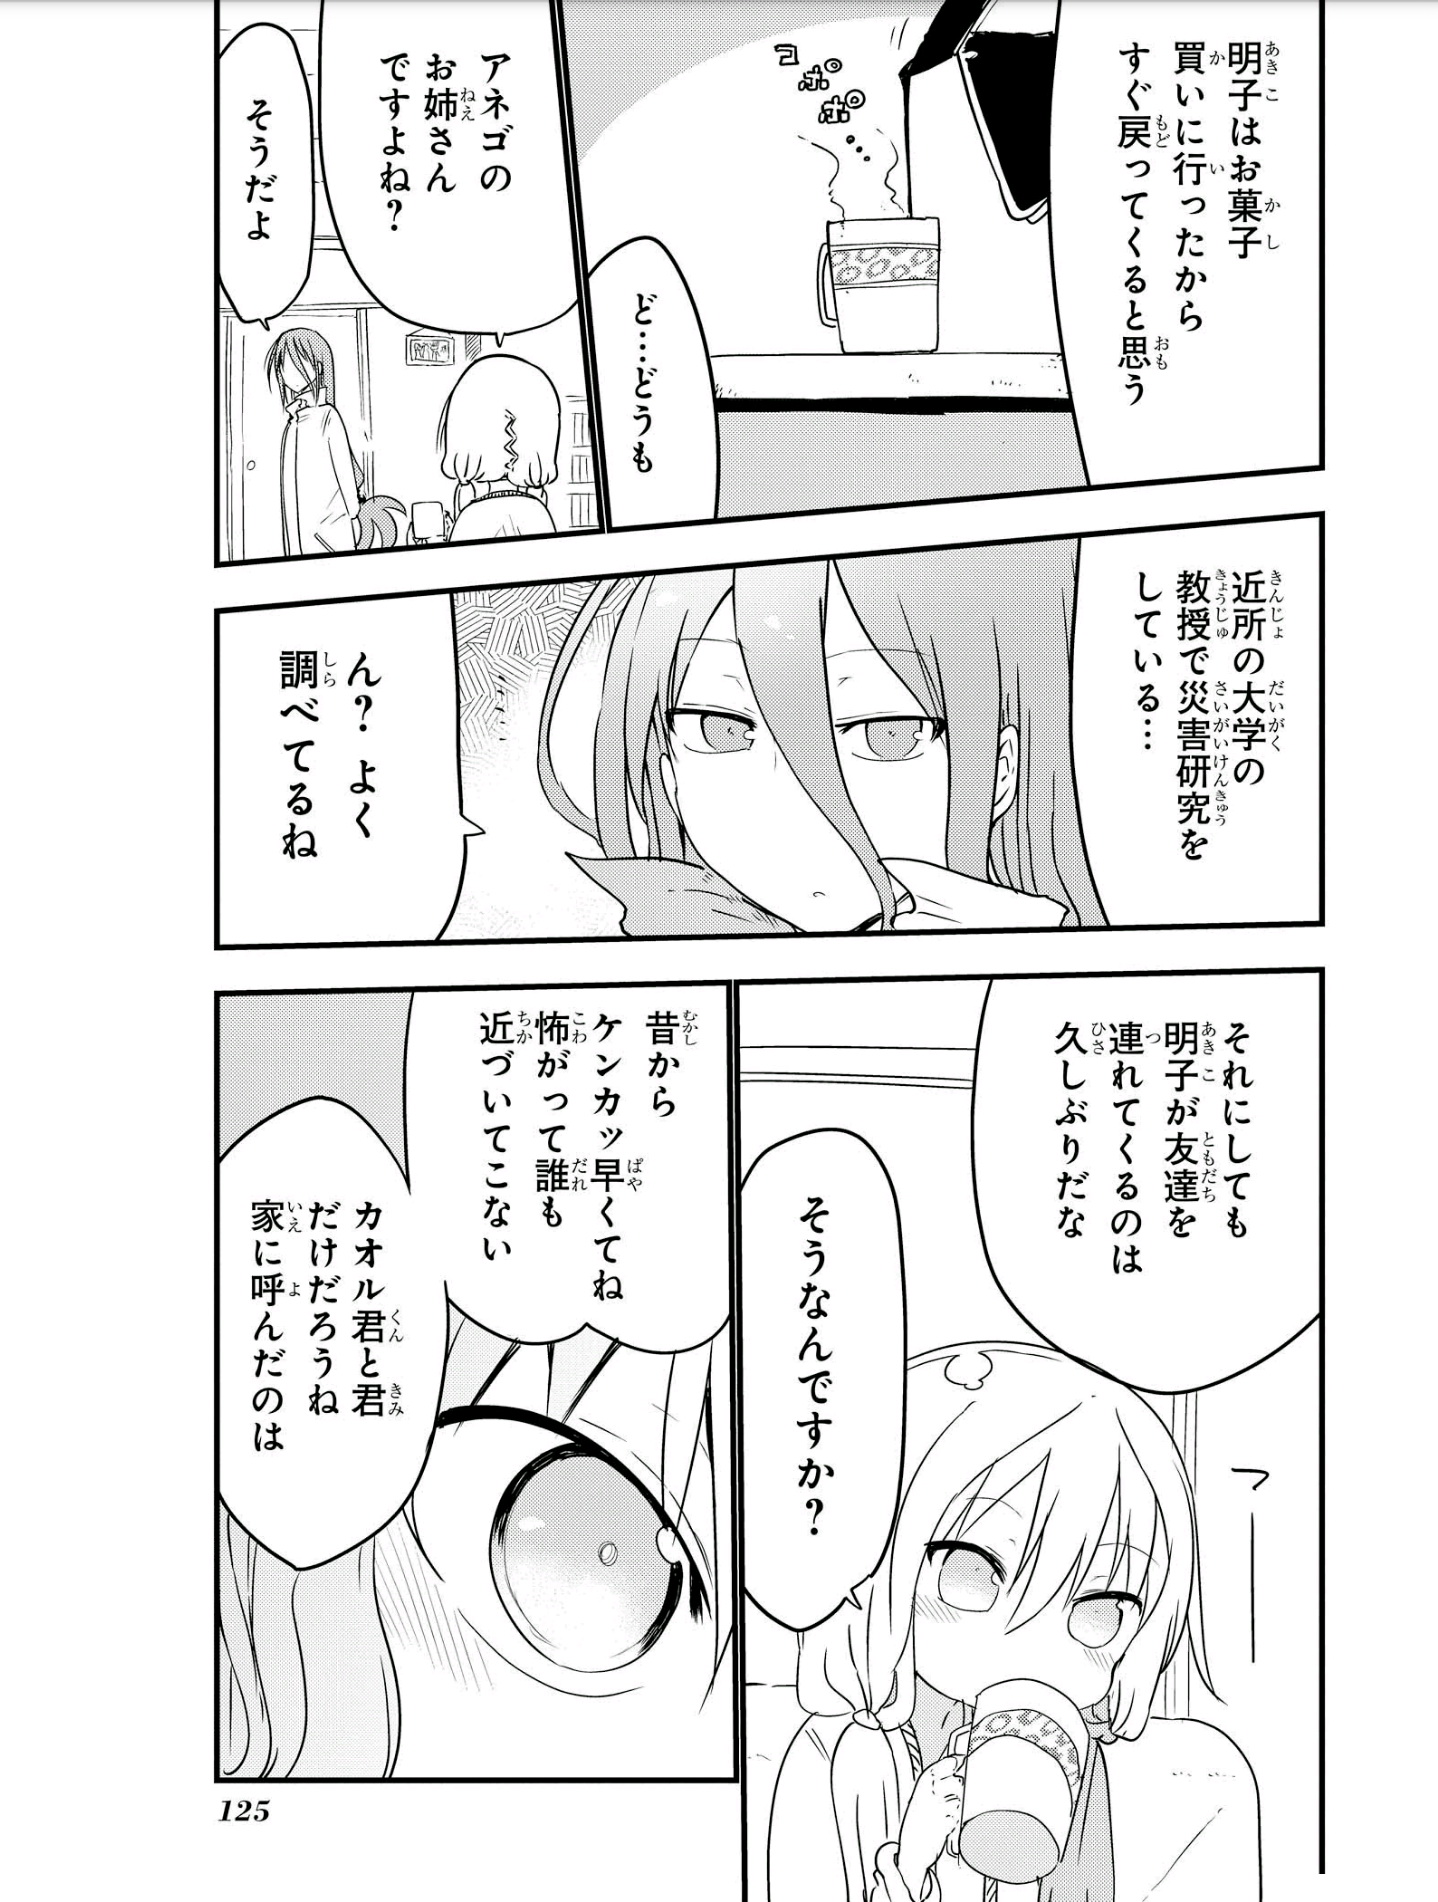 明子はお菓子
買いに行ったから
すぐ戻ってくると思う
コポポ…
ど…どうも
アネゴの
お姉さん
ですよね？
そうだよ
近所の大学の
教授で災害研究を
している…
ん？よく
調べてるね
それにしても
明子が友達を
連れてくるのは
久しぶりだな
そうなんですか？
フー
昔から
ケンカッ早くてね
怖がって誰も
近づいてこない
カオル君と君
だけだろうね
家に呼んだのは
125